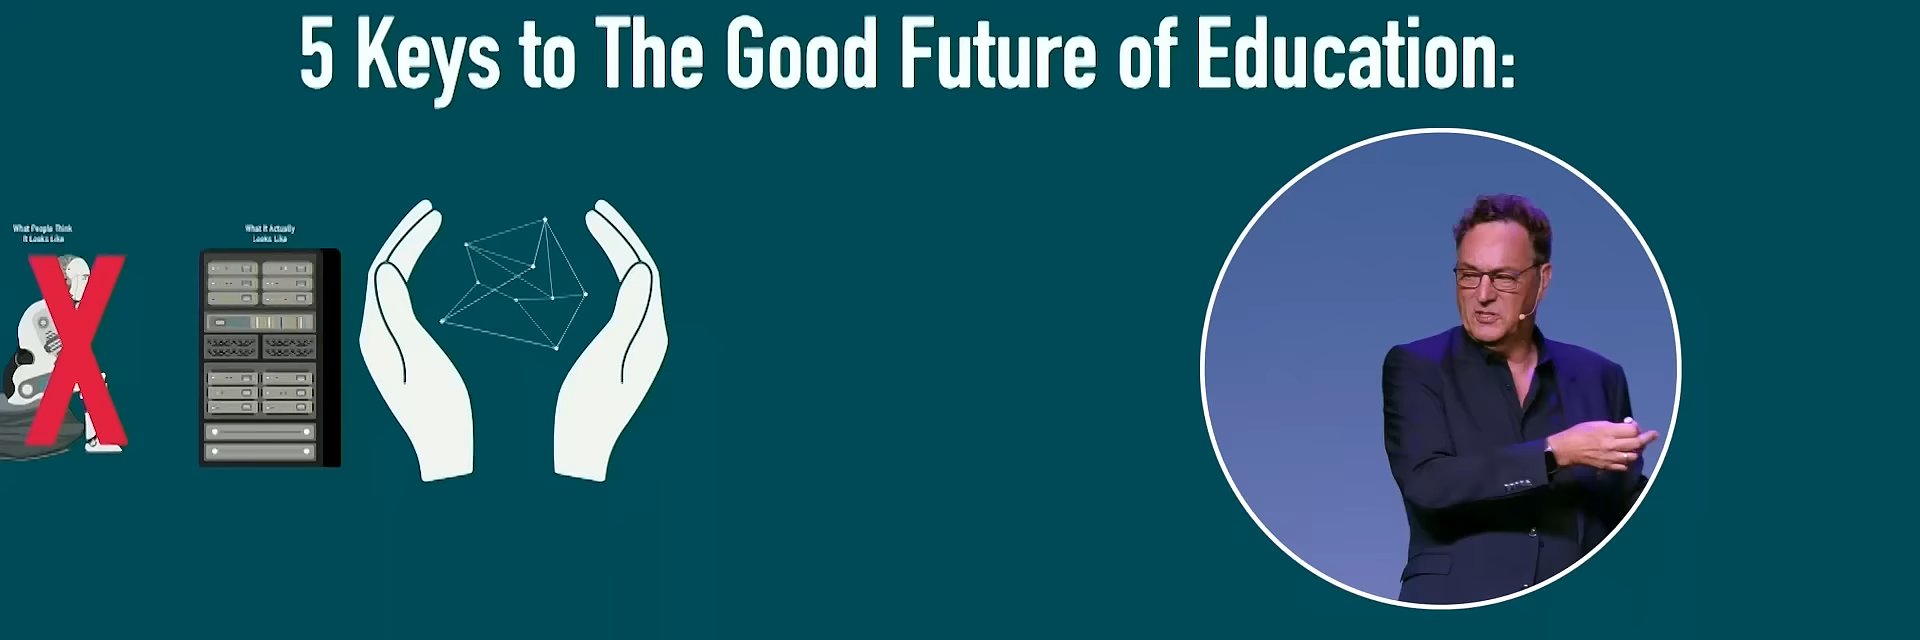 5 Keys to The Good Future of Education:
What People Think
It Looks Like
What It Actually
Looks Like